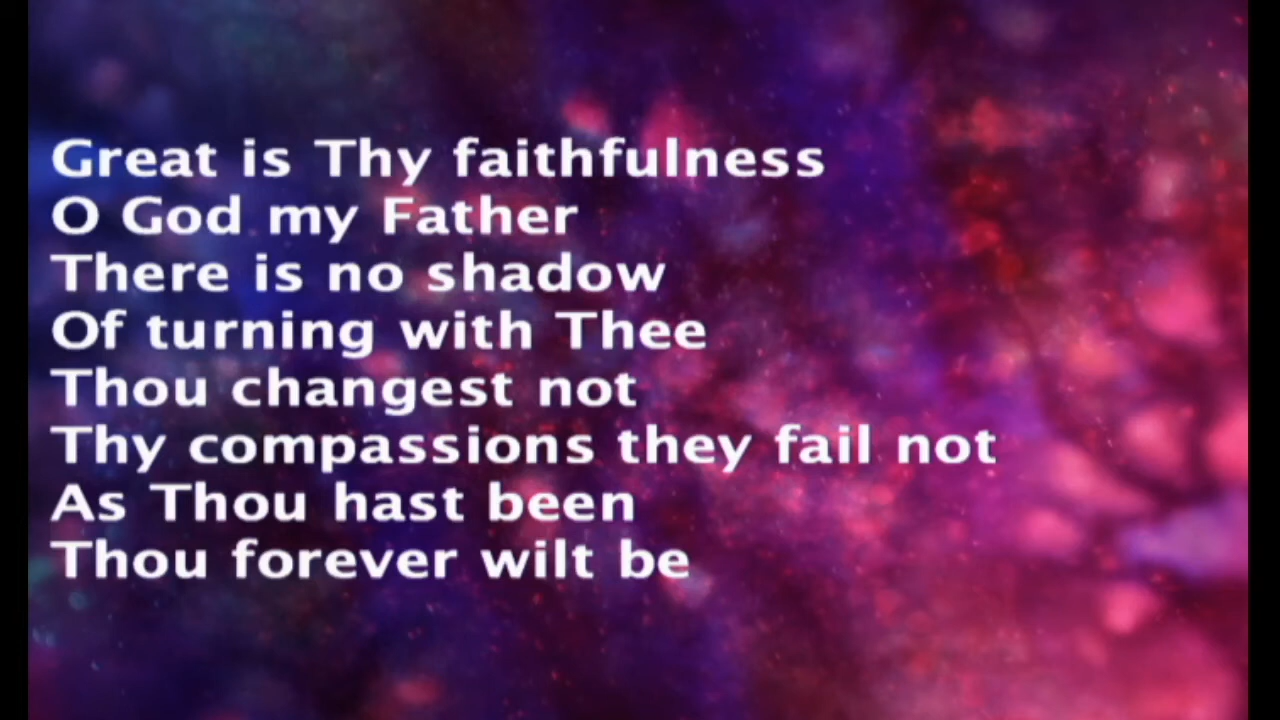 Great is Thy faithfulness
O God my Father
There is no shadow
Of turning with Thee
Thou changest not
Thy compassions they fail not
As Thou hast been
Thou forever wilt be